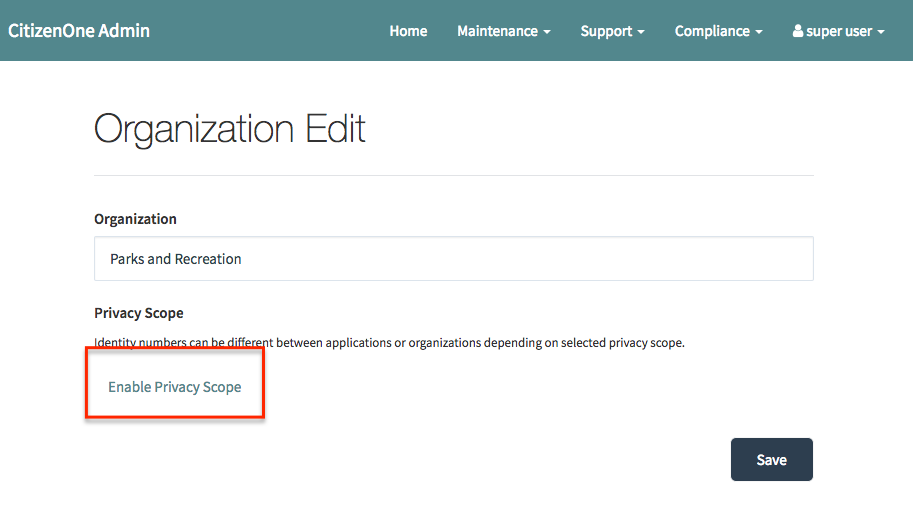 CitizenOne Admin Home Maintenance Support Compliance super user
Organization Edit
Organization
Parks and Recreation
Privacy Scope
Identity numbers can be different between applications or organizations depending on selected privacy scope.
Enable Privacy Scope
Save